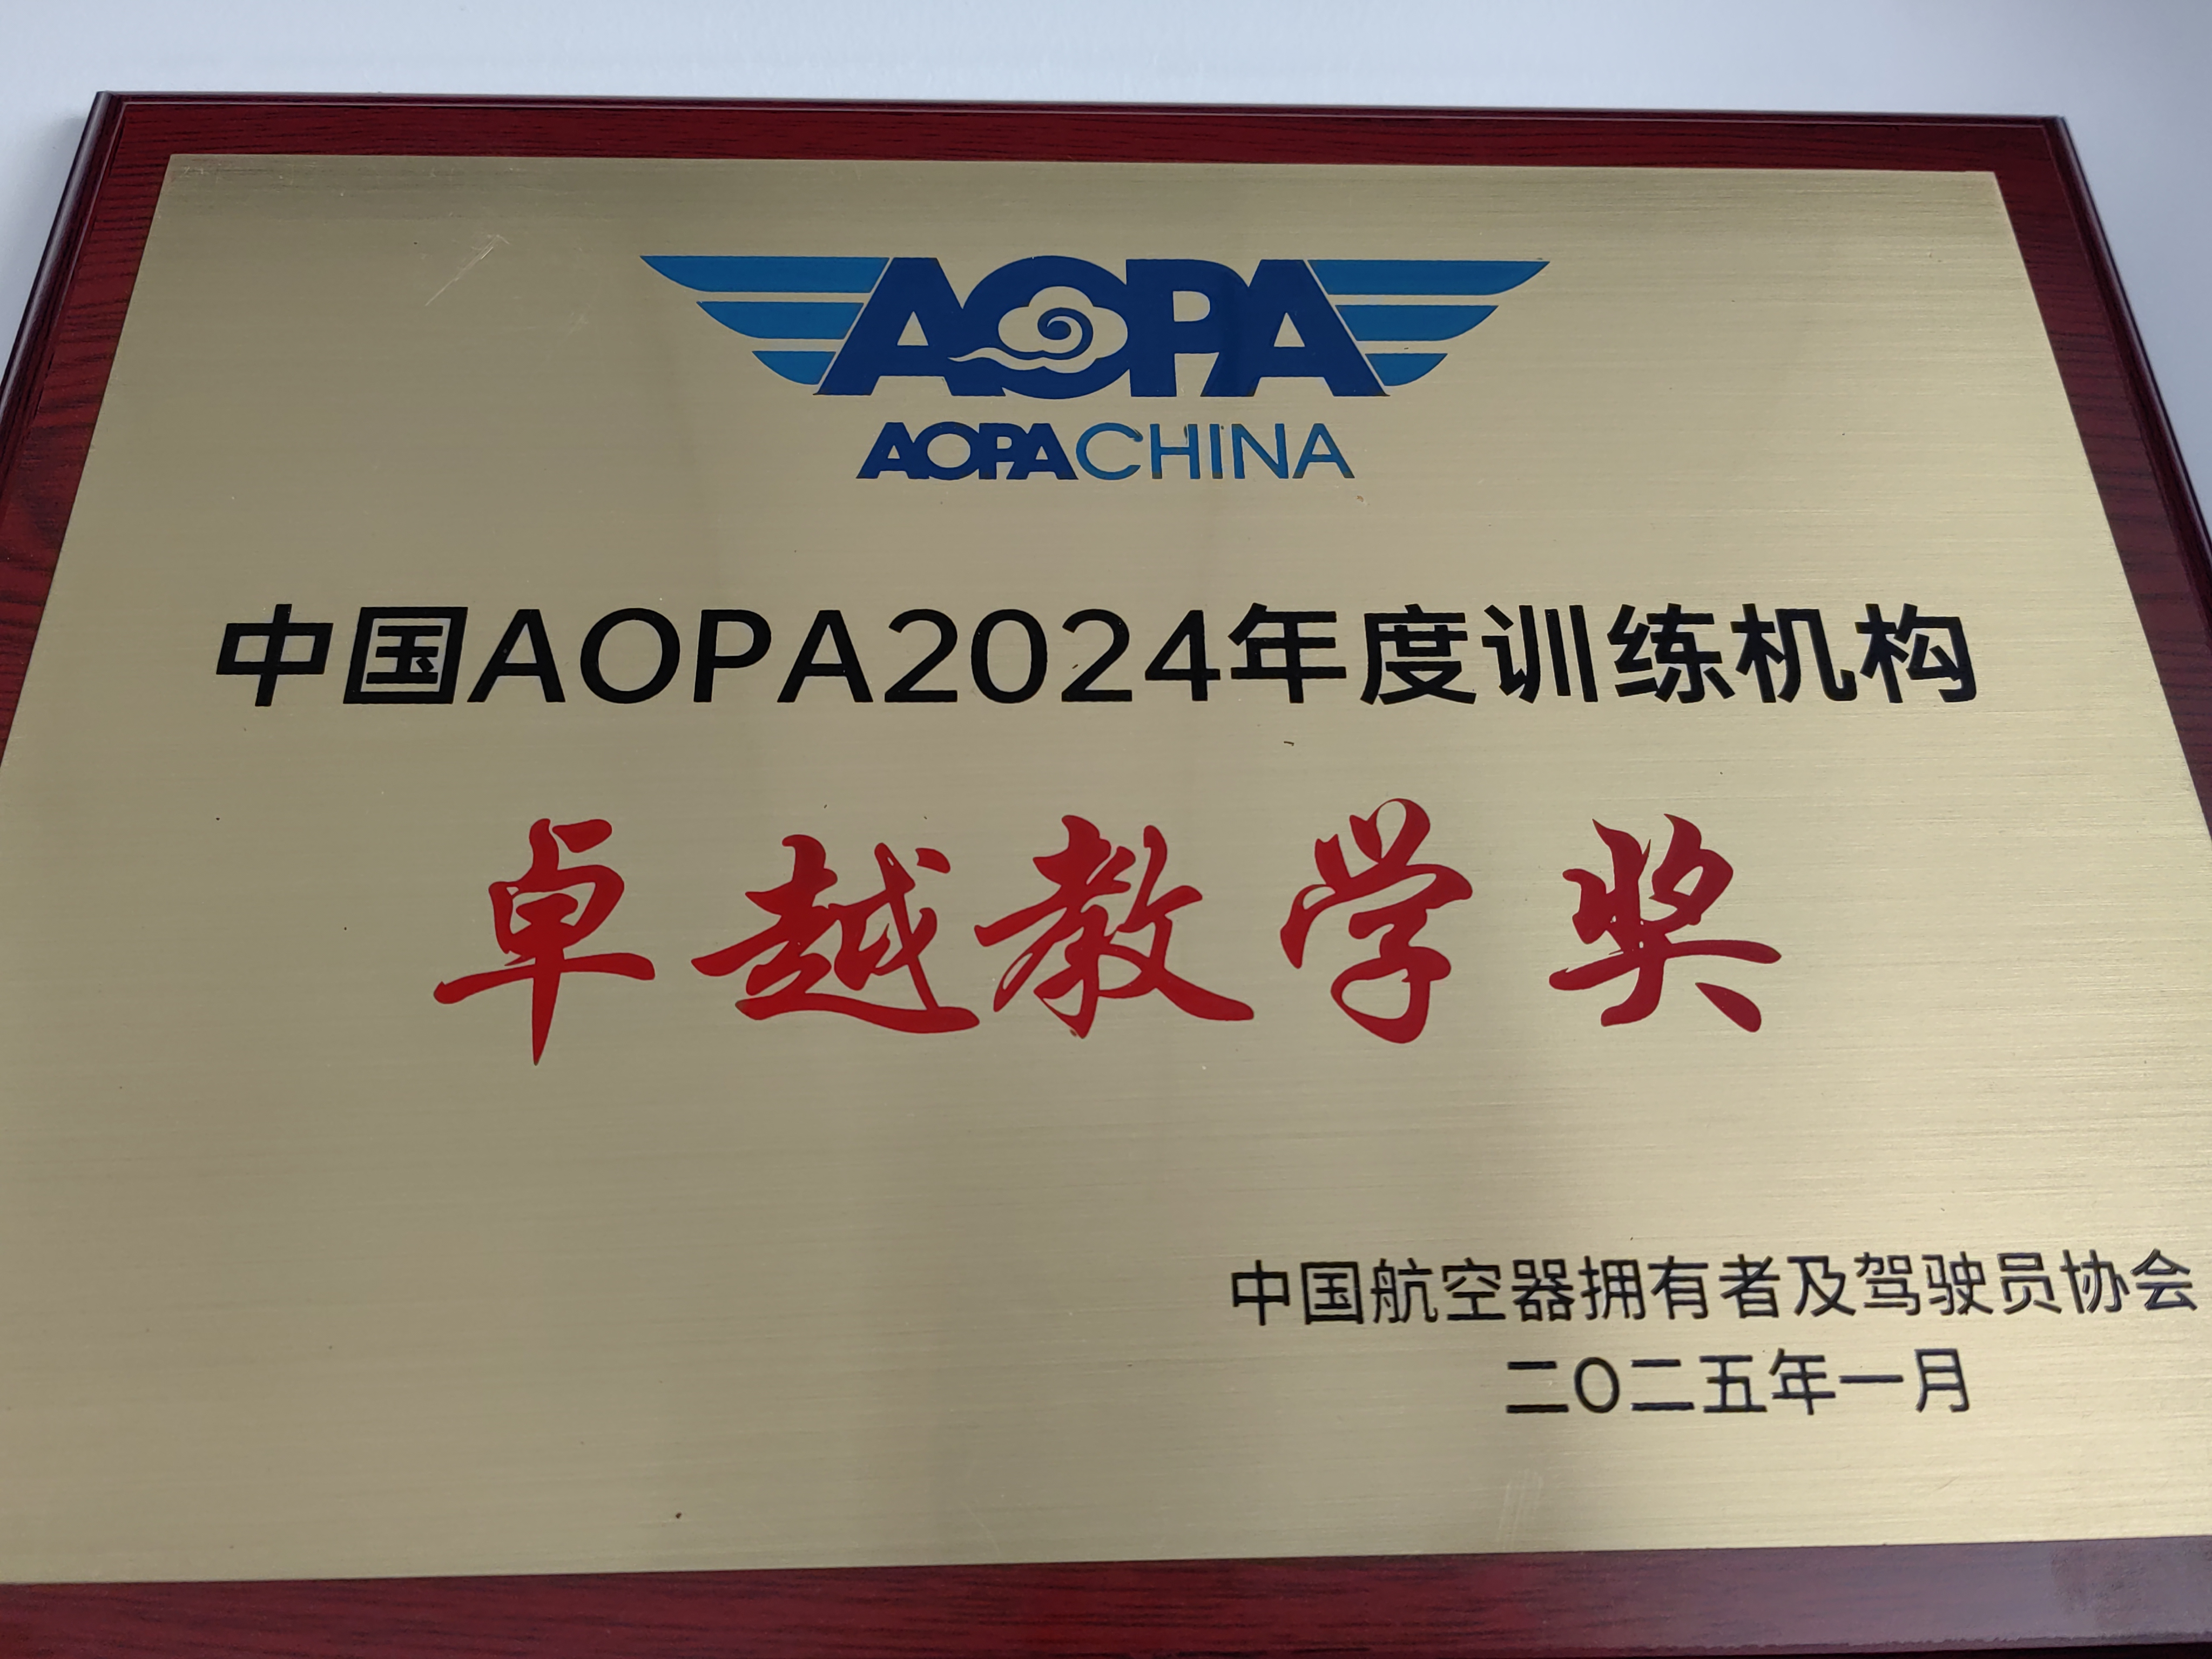 AOPA
AOPA CHINA
中国AOPA2024年度训练机构
卓越教学奖
中国航空器拥有者及驾驶员协会
二〇二五年一月